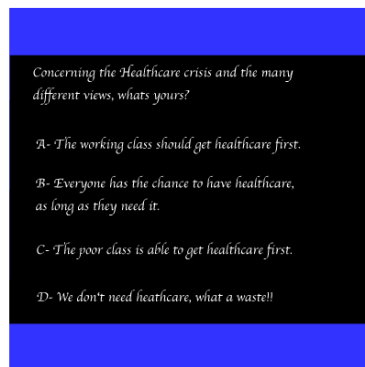 Concerning the Healthcare crisis and the many
different views, whats yours?
A- The working class should get healthcare first.
B- Everyone has the chance to have healthcare,
as long as they need it.
C- The poor class is able to get healthcare first.
D- We don't need heathcare, what a waste!!